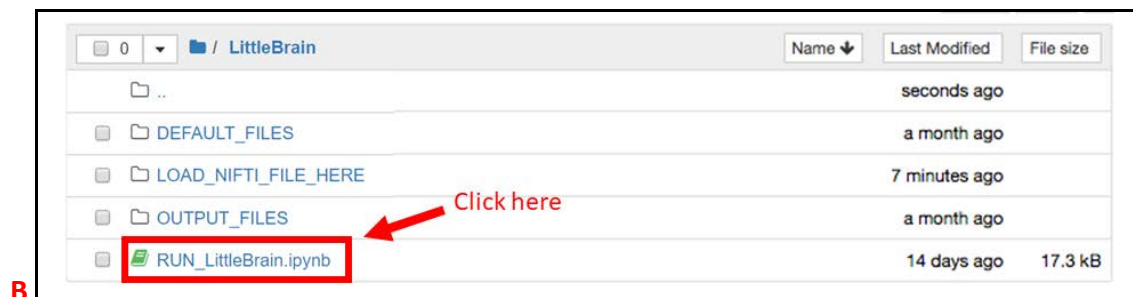 0 / LittleBrain Name Last Modified File size
.. seconds ago
DEFAULT_FILES a month ago
LOAD_NIFTI_FILE_HERE 7 minutes ago
Click here
OUTPUT_FILES a month ago
RUN_LittleBrain.ipynb 14 days ago 17.3 kB
B